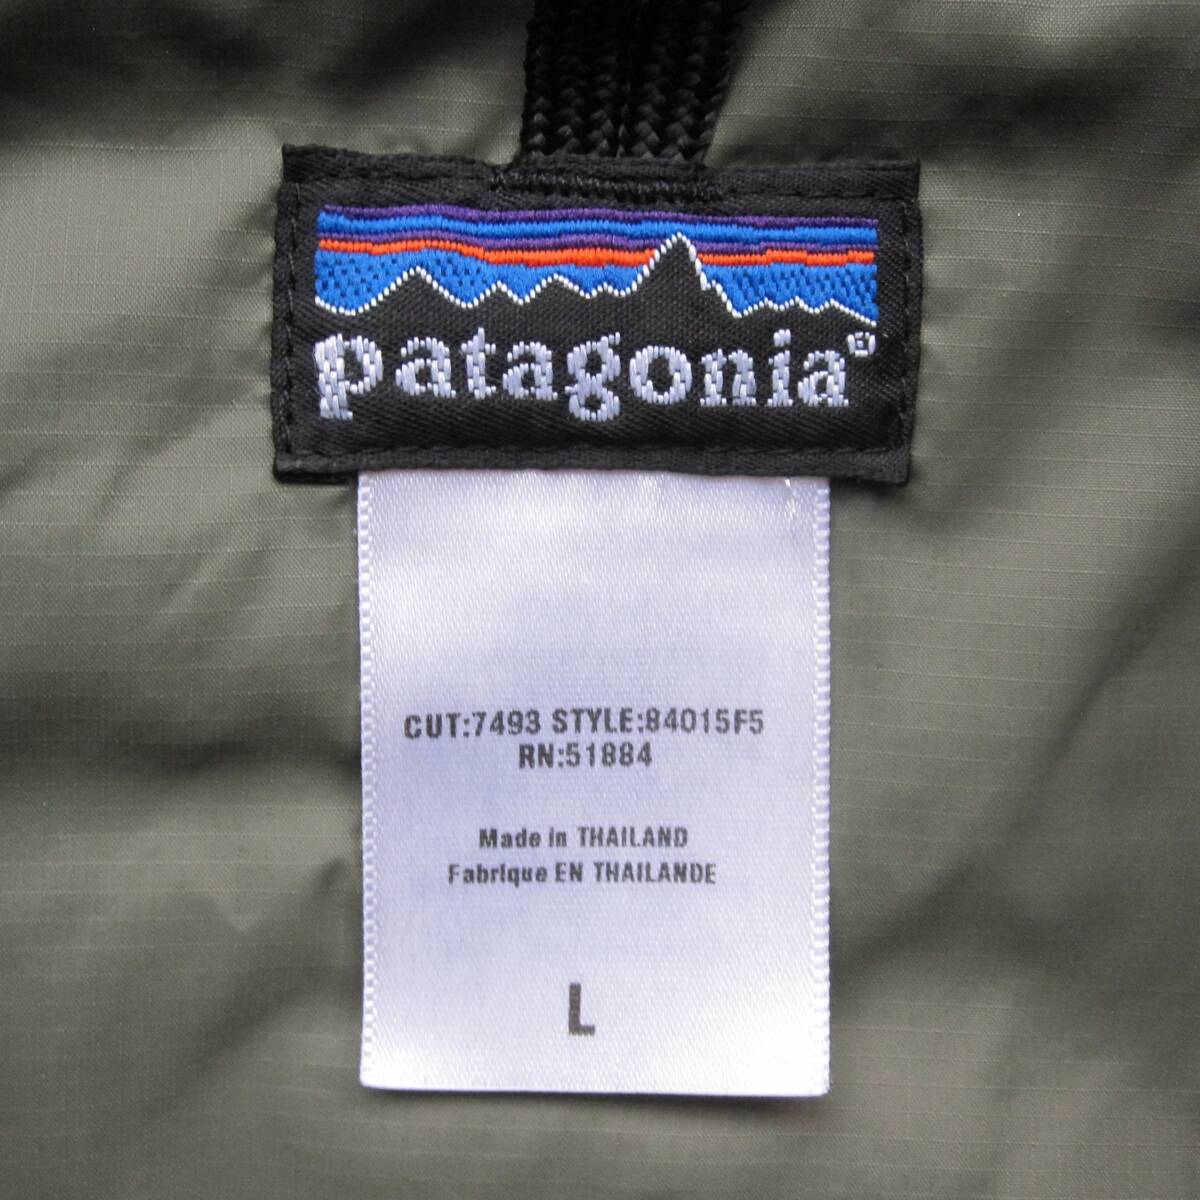 patagonia®
CUT:7493 STYLE:84015F5
RN:51884
Made in THAILAND
Fabrique EN THAILANDE
L